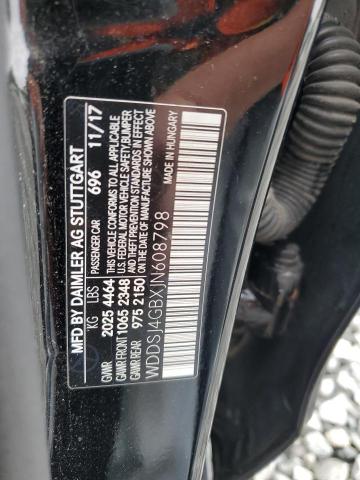 MFD BY DAIMLER AG STUTTGART
KG LBS PASSENGER CAR 696 11/17
GWWR 2025 4464 THIS VEHICLE CONFORMS TO ALL APPLICABLE
GAWR FRONT 1065 2348 U.S. FEDERAL MOTOR VEHICLE SAFETY, BUMPER
GAWR REAR 975 2150 AND THEFT PREVENTION STANDARDS IN EFFECT
ON THE DATE OF MANUFACTURE SHOWN ABOVE.
WDDSJ4GBXJN608798 MADE IN HUNGARY